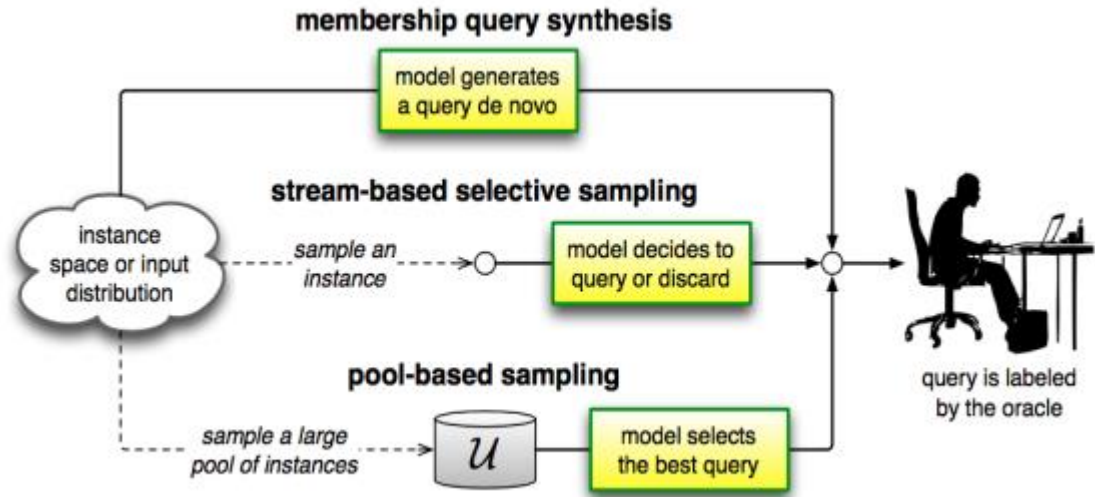 membership query synthesis
model generates
a query de novo
stream-based selective sampling
instance
space or input
distribution
sample an
instance
model decides to
query or discard
pool-based sampling
sample a large
pool of instances
U
model selects
the best query
query is labeled
by the oracle